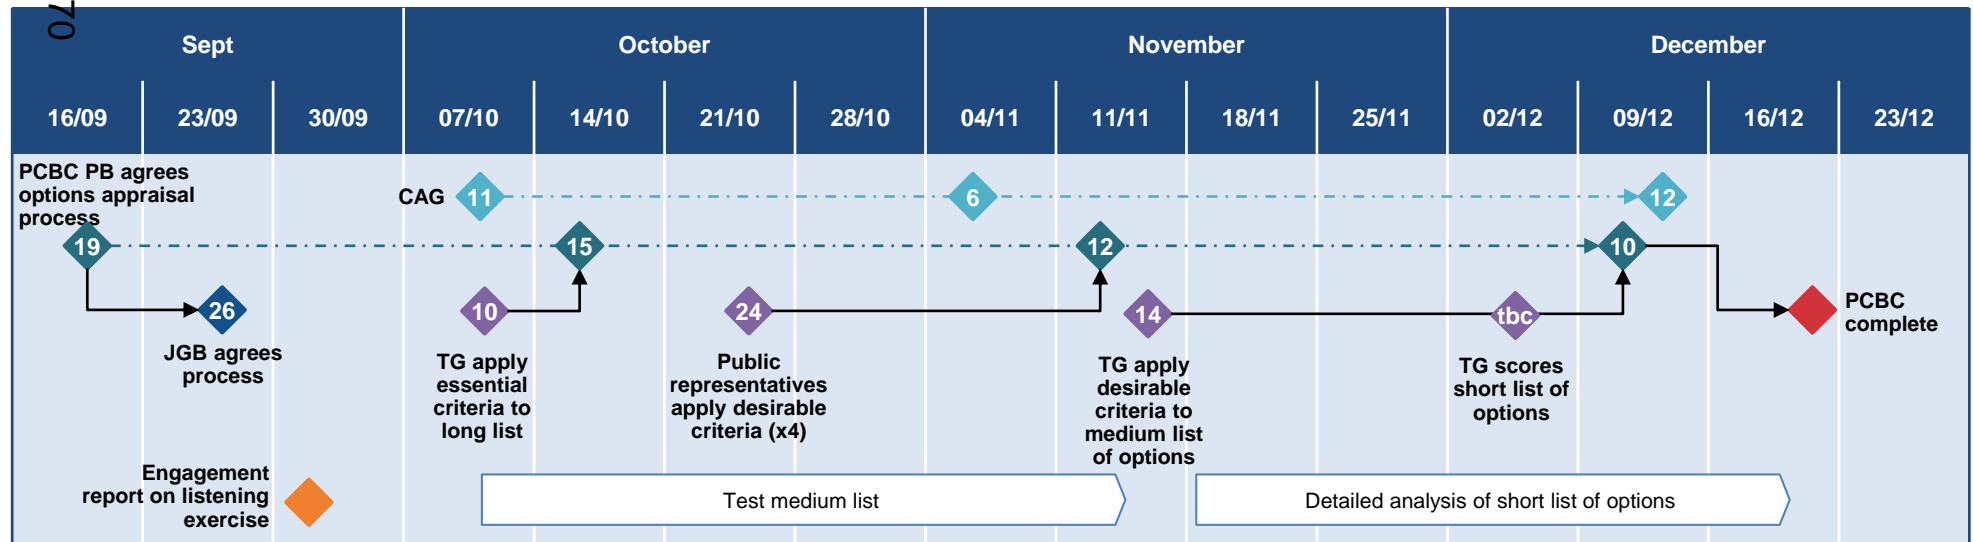 70
Sept
October
November
December
16/09
23/09
30/09
07/10
14/10
21/10
28/10
04/11
11/11
18/11
25/11
02/12
09/12
16/12
23/12
PCBC PB agrees
options appraisal
process
CAG
11
6
12
19
15
12
10
26
10
24
14
tbc
PCBC
complete
JGB agrees
process
TG apply
essential
criteria to
long list
Public
representatives
apply desirable
criteria (x4)
TG apply
desirable
criteria to
medium list
of options
TG scores
short list of
options
Engagement
report on listening
exercise
Test medium list
Detailed analysis of short list of options